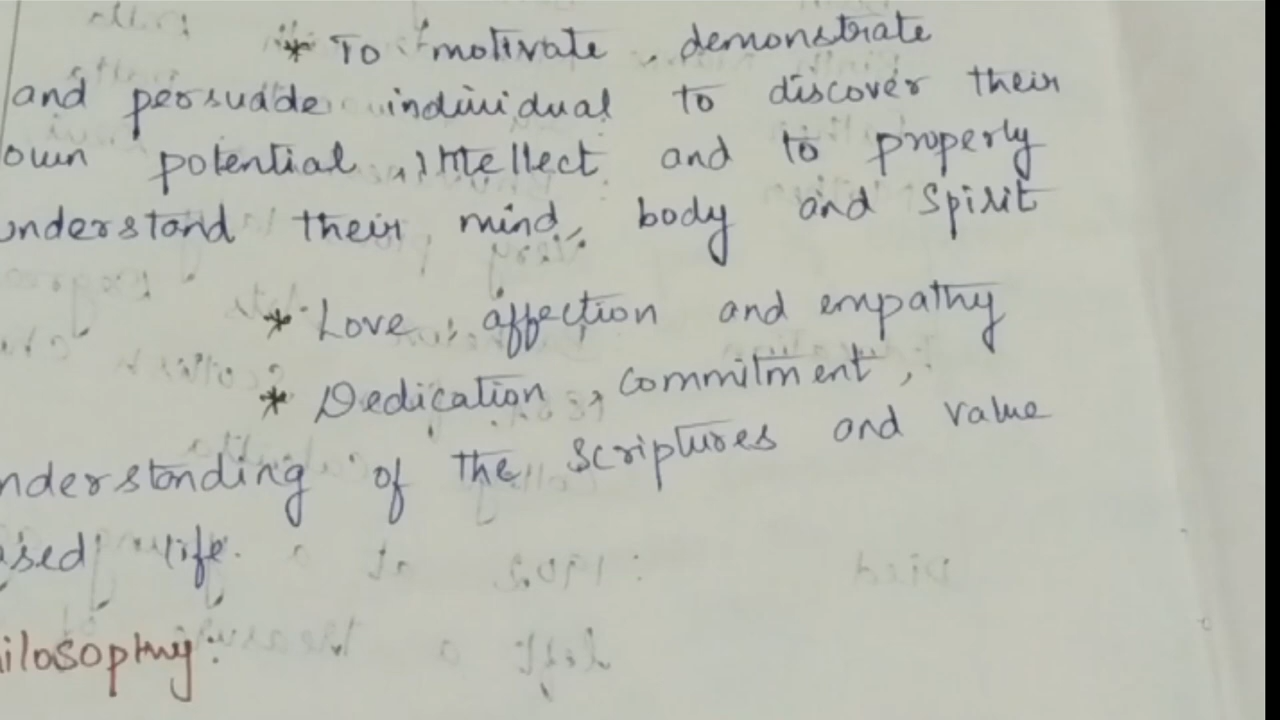 * To motivate, demonstrate
and persuade individual to discover their
own potential, intellect and to properly
understand their mind, body and Spirit
* Love, affection and empathy
* Dedication, commitment,
nderstanding of the scriptures and value
ased life.
ilosophy: